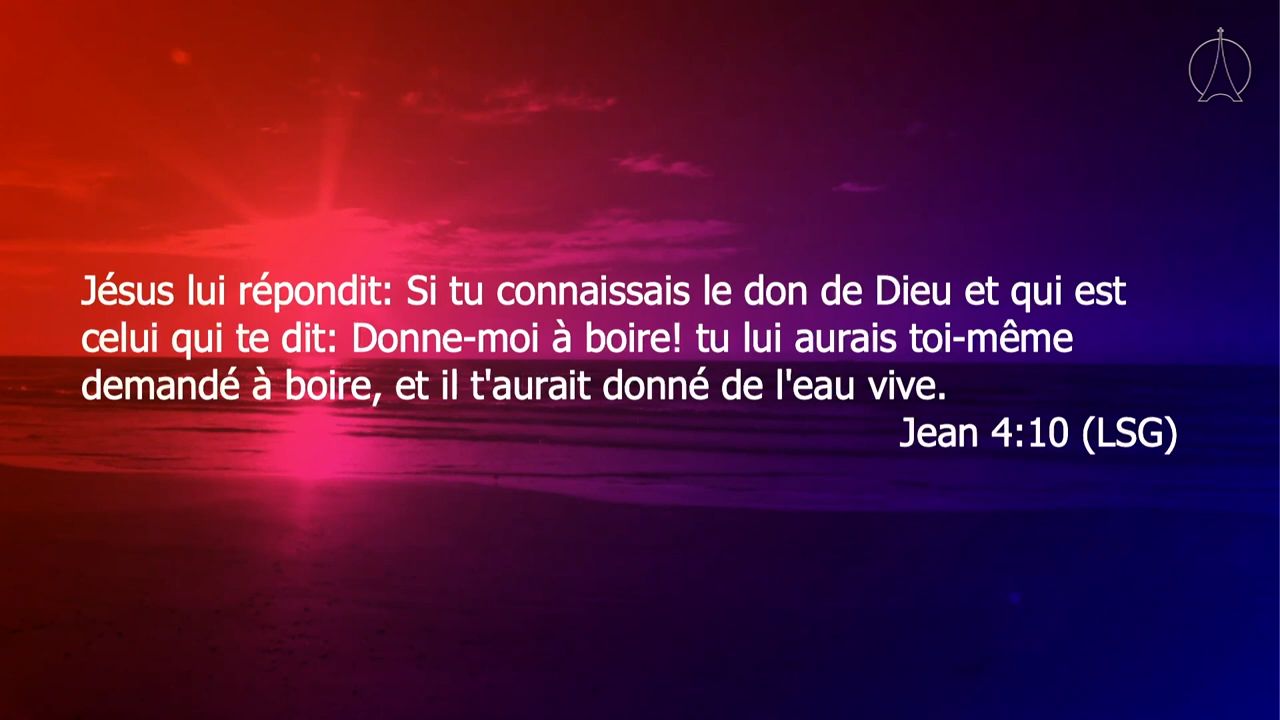 Jésus lui répondit: Si tu connaissais le don de Dieu et qui est
celui qui te dit: Donne-moi à boire! tu lui aurais toi-même
demandé à boire, et il t'aurait donné de l'eau vive.
Jean 4:10 (LSG)